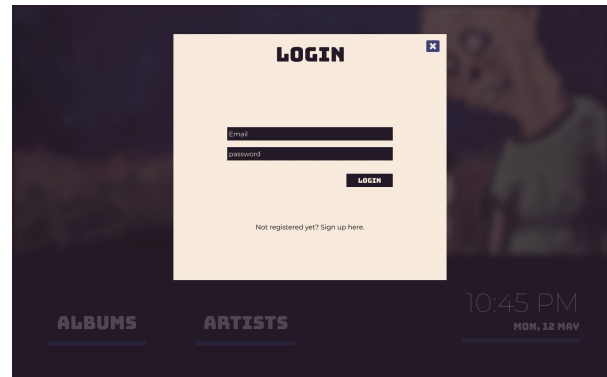 LOGIN
Email
password
LOGIN
Not registered yet? Sign up here.
ALBUMS
ARTISTS
10:45 PM
MON, 12 MAY